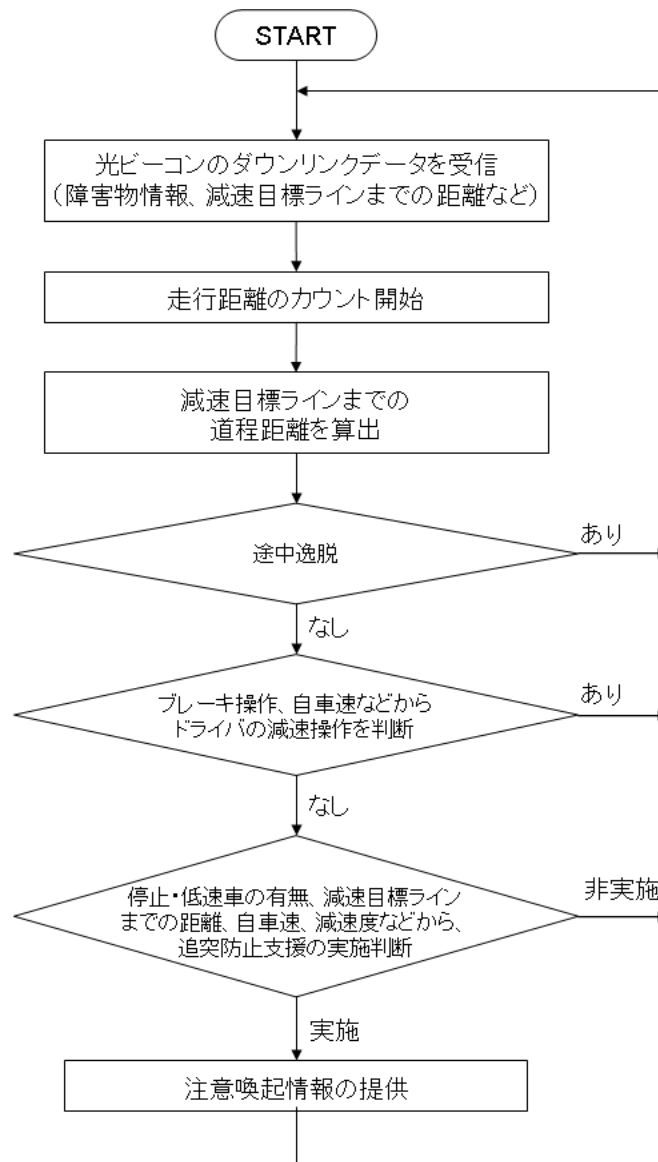 START
光ビーコンのダウンリンクデータを受信
（障害物情報、減速目標ラインまでの距離など）
走行距離のカウント開始
減速目標ラインまでの
道程距離を算出
途中逸脱
あり
なし
ブレーキ操作、自車速などから
ドライバの減速操作を判断
あり
なし
停止・低速車の有無、減速目標ライン
までの距離、自車速、減速度などから、
追突防止支援の実施判断
非実施
実施
注意喚起情報の提供